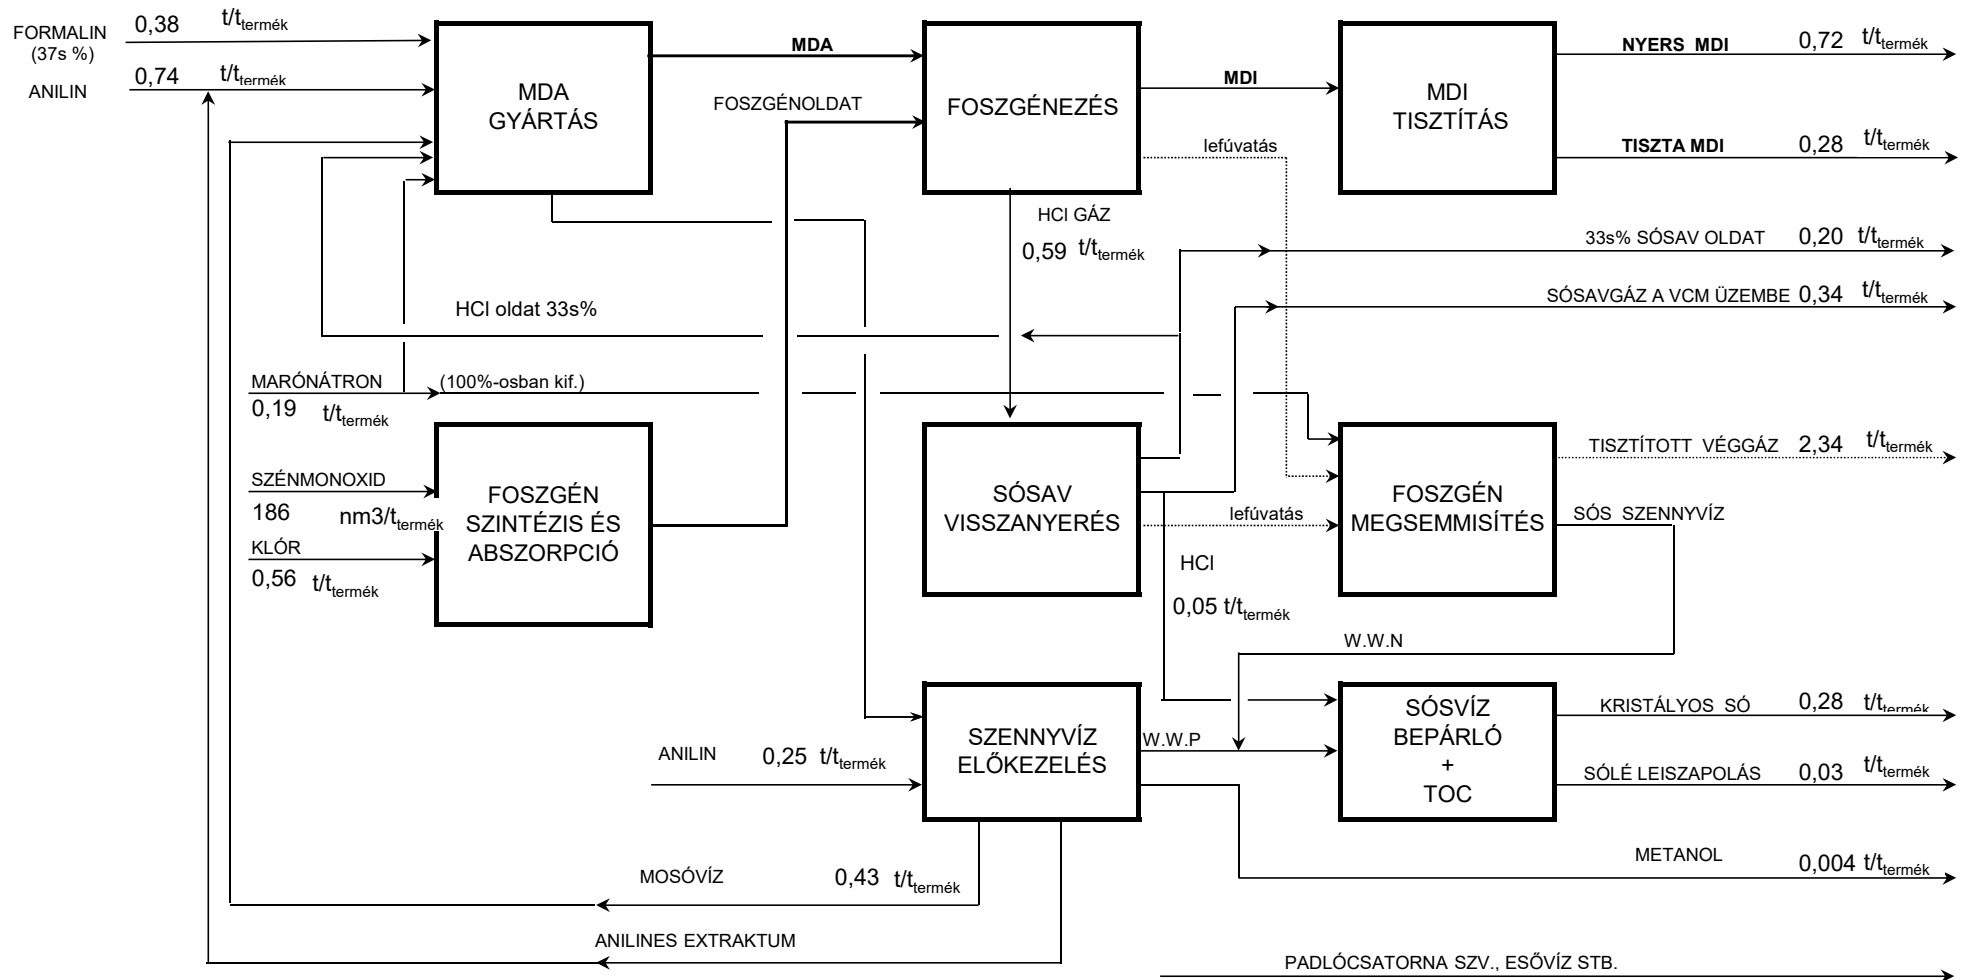 FORMALIN
(37s %)
0,38 t/ttermék
ANILIN
0,74 t/ttermék
MDA
GYÁRTÁS
MDA
FOSZGÉNOLDAT
FOSZGÉNEZÉS
MDI
lefúvatás
MDI
TISZTÍTÁS
NYERS MDI 0,72 t/ttermék
TISZTA MDI 0,28 t/ttermék
HCl GÁZ
0,59 t/ttermék
33s% SÓSAV OLDAT 0,20 t/ttermék
SÓSAVGÁZ A VCM ÜZEMBE 0,34 t/ttermék
HCl oldat 33s%
MARÓNÁTRON (100%-osban kif.)
0,19 t/ttermék
SZÉNMONOXID
186 nm3/ttermék
KLÓR
0,56 t/ttermék
FOSZGÉN
SZINTÉZIS ÉS
ABSZORPCIÓ
SÓSAV
VISSZANYERÉS
lefúvatás
HCl
0,05 t/ttermék
FOSZGÉN
MEGSEMMISÍTÉS
TISZTÍTOTT VÉGGÁZ 2,34 t/ttermék
SÓS SZENNYVÍZ
W.W.N
ANILIN 0,25 t/ttermék
SZENNYVÍZ
ELŐKEZELÉS
W.W.P
SÓSVÍZ
BEPÁRLÓ
+
TOC
KRISTÁLYOS SÓ 0,28 t/ttermék
SÓLÉ LEISZAPOLÁS 0,03 t/ttermék
METANOL 0,004 t/ttermék
MOSÓVÍZ 0,43 t/ttermék
ANILINES EXTRAKTUM
PADLÓCSATORNA SZV., ESŐVÍZ STB.